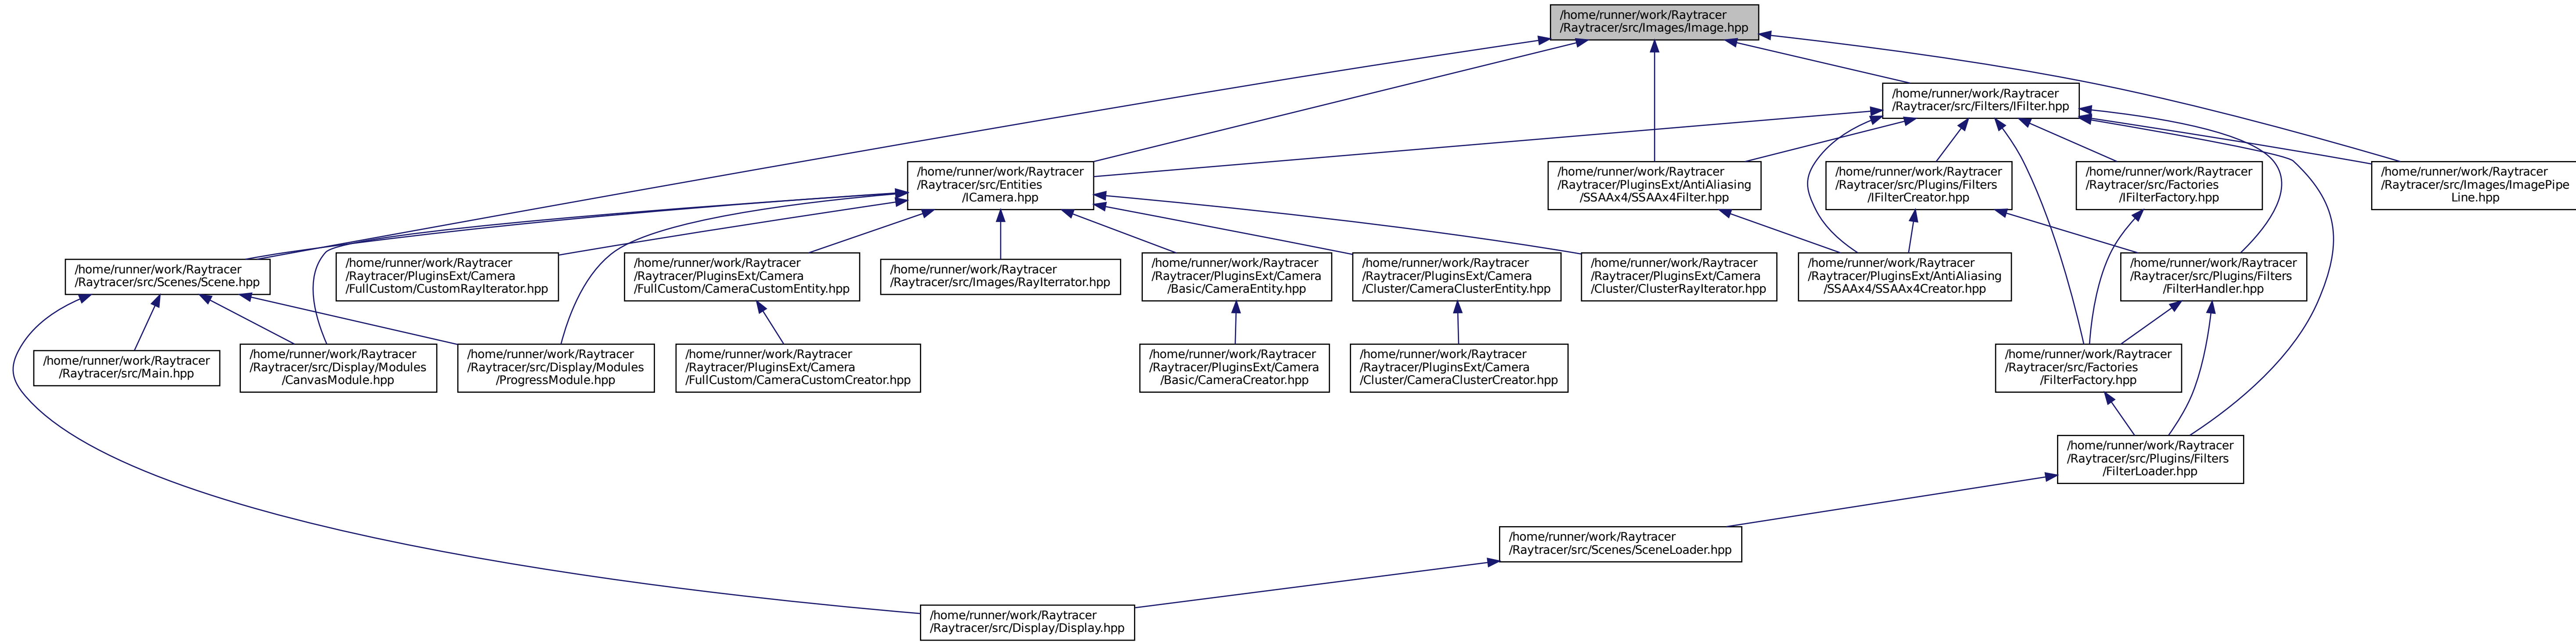 /home/runner/work/Raytracer
/Raytracer/src/Images/Image.hpp
/home/runner/work/Raytracer
/Raytracer/src/Filters/IFilter.hpp
/home/runner/work/Raytracer
/Raytracer/src/Entities
/ICamera.hpp
/home/runner/work/Raytracer
/Raytracer/PluginsExt/AntiAliasing
/SSAAx4/SSAAx4Filter.hpp
/home/runner/work/Raytracer
/Raytracer/src/Plugins/Filters
/IFilterCreator.hpp
/home/runner/work/Raytracer
/Raytracer/src/Factories
/IFilterFactory.hpp
/home/runner/work/Raytracer
/Raytracer/src/Images/ImagePipe
Line.hpp
/home/runner/work/Raytracer
/Raytracer/src/Scenes/Scene.hpp
/home/runner/work/Raytracer
/Raytracer/PluginsExt/Camera
/FullCustom/CustomRayIterator.hpp
/home/runner/work/Raytracer
/Raytracer/PluginsExt/Camera
/FullCustom/CameraCustomEntity.hpp
/home/runner/work/Raytracer
/Raytracer/src/Images/RayIterrator.hpp
/home/runner/work/Raytracer
/Raytracer/PluginsExt/Camera
/Basic/CameraEntity.hpp
/home/runner/work/Raytracer
/Raytracer/PluginsExt/Camera
/Cluster/CameraClusterEntity.hpp
/home/runner/work/Raytracer
/Raytracer/PluginsExt/Camera
/Cluster/ClusterRayIterator.hpp
/home/runner/work/Raytracer
/Raytracer/PluginsExt/AntiAliasing
/SSAAx4/SSAAx4Creator.hpp
/home/runner/work/Raytracer
/Raytracer/src/Plugins/Filters
/FilterHandler.hpp
/home/runner/work/Raytracer
/Raytracer/src/Main.hpp
/home/runner/work/Raytracer
/Raytracer/src/Display/Modules
/CanvasModule.hpp
/home/runner/work/Raytracer
/Raytracer/src/Display/Modules
/ProgressModule.hpp
/home/runner/work/Raytracer
/Raytracer/PluginsExt/Camera
/FullCustom/CameraCustomCreator.hpp
/home/runner/work/Raytracer
/Raytracer/PluginsExt/Camera
/Basic/CameraCreator.hpp
/home/runner/work/Raytracer
/Raytracer/PluginsExt/Camera
/Cluster/CameraClusterCreator.hpp
/home/runner/work/Raytracer
/Raytracer/src/Factories
/FilterFactory.hpp
/home/runner/work/Raytracer
/Raytracer/src/Plugins/Filters
/FilterLoader.hpp
/home/runner/work/Raytracer
/Raytracer/src/Scenes/SceneLoader.hpp
/home/runner/work/Raytracer
/Raytracer/src/Display/Display.hpp